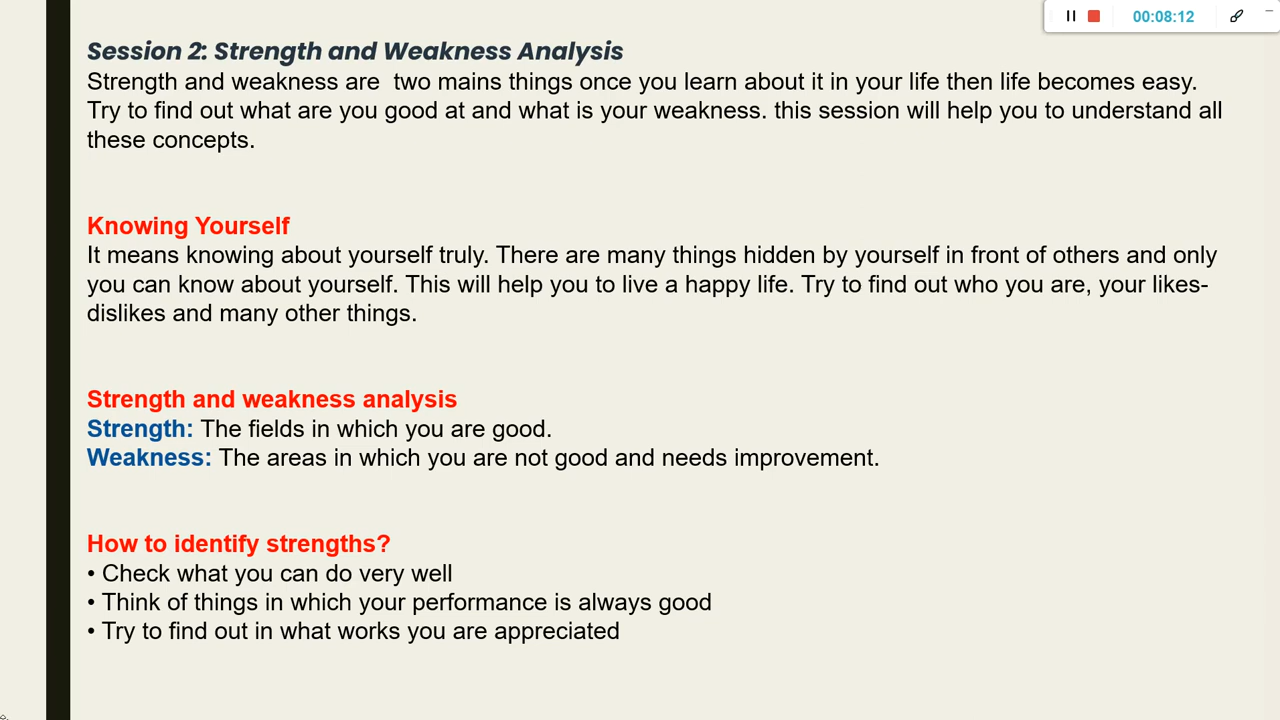 00:08:12
Session 2: Strength and Weakness Analysis
Strength and weakness are  two mains things once you learn about it in your life then life becomes easy.
Try to find out what are you good at and what is your weakness. this session will help you to understand all
these concepts.
Knowing Yourself
It means knowing about yourself truly. There are many things hidden by yourself in front of others and only
you can know about yourself. This will help you to live a happy life. Try to find out who you are, your likes-
dislikes and many other things.
Strength and weakness analysis
Strength: The fields in which you are good.
Weakness: The areas in which you are not good and needs improvement.
How to identify strengths?
• Check what you can do very well
• Think of things in which your performance is always good
• Try to find out in what works you are appreciated